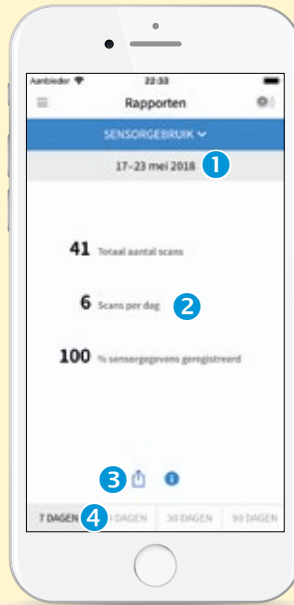 Aanbieder 22:33
Rapporten
SENSORGEBRUIK
17–23 mei 2018 1
41 Totaal aantal scans
6 Scans per dag 2
100 % sensorgegevens geregistreerd
3
7 DAGEN 4 DAGEN 30 DAGEN 90 DAGEN